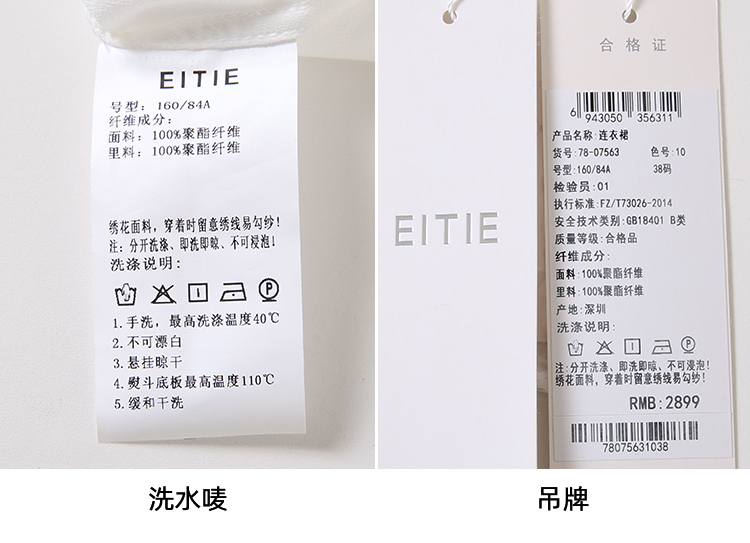 EITIE
号型: 160/84A
纤维成分:
面料: 100%聚酯纤维
里料: 100%聚酯纤维
绣花面料, 穿着时留意绣线易勾纱!
注: 分开洗涤、即洗即晾、不可浸泡!
洗涤说明:
P
1.手洗, 最高洗涤温度40℃
2.不可漂白
3.悬挂晾干
4.熨斗底板最高温度110℃
5.缓和干洗
洗水唛
EITIE
合格证
6 943050 356311
产品名称: 连衣裙
货号: 78-07563 色号: 10
号型: 160/84A 38码
检验员: 01
执行标准: FZ/T73026-2014
安全技术类别: GB18401 B类
质量等级: 合格品
纤维成分:
面料: 100%聚酯纤维
里料: 100%聚酯纤维
产地: 深圳
洗涤说明:
P
注: 分开洗涤、即洗即晾、不可浸泡!
绣花面料, 穿着时留意绣线易勾纱!
RMB: 2899
78075631038
吊牌